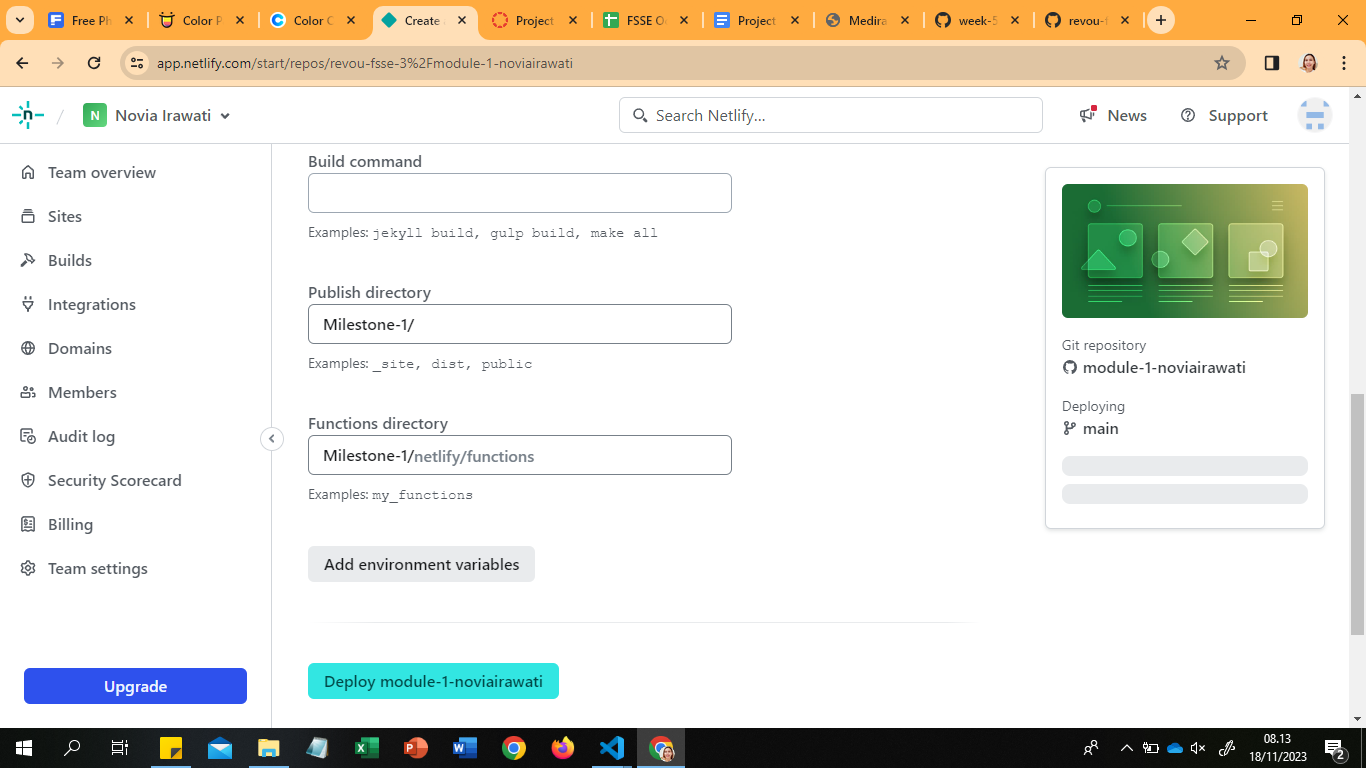 Free Ph
Color P
Color C
Create
Project
FSSE O
Project
Medira
week-5
revou-f
app.netlify.com/start/repos/revou-fsse-3%2Fmodule-1-noviairawati
n / N Novia Irawati
Search Netlify...
News
Support
Team overview
Sites
Builds
Integrations
Domains
Members
Audit log
Security Scorecard
Billing
Team settings
Upgrade
Build command
Examples: jekyll build, gulp build, make all
Publish directory
Milestone-1/
Examples: _site, dist, public
Functions directory
Milestone-1/netlify/functions
Examples: my_functions
Add environment variables
Deploy module-1-noviairawati
Git repository
module-1-noviairawati
Deploying
main
08.13
18/11/2023
2